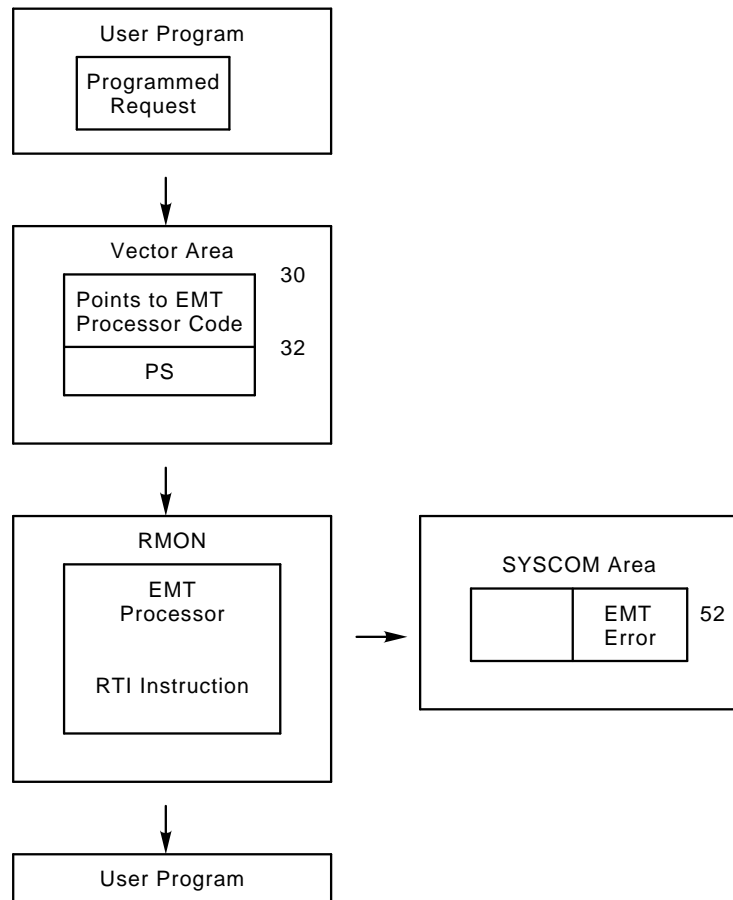 User Program
Programmed
Request
Vector Area
30
Points to EMT
Processor Code
32
PS
RMON
EMT
Processor
RTI Instruction
SYSCOM Area
EMT
Error
52
User Program